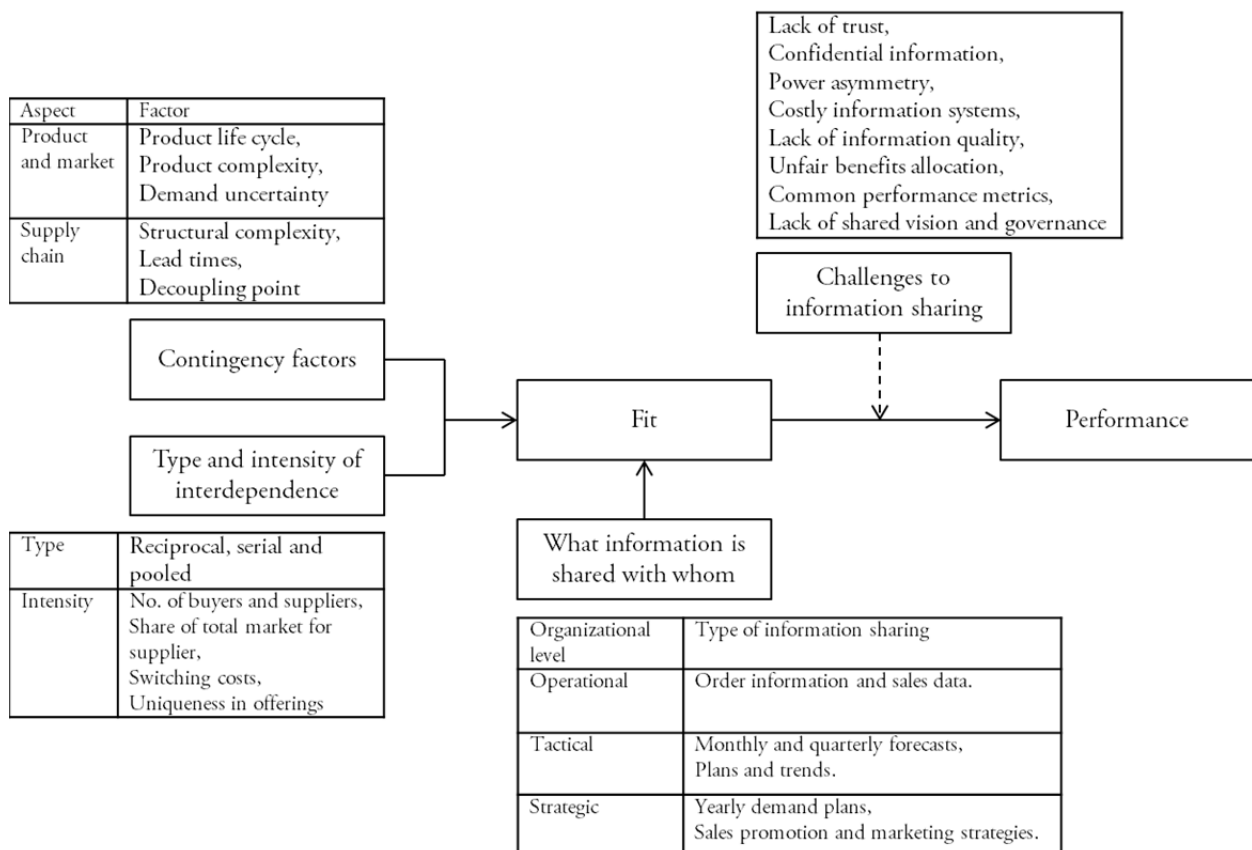 Lack of trust,
Confidential information,
Power asymmetry,
Costly information systems,
Lack of information quality,
Unfair benefits allocation,
Common performance metrics,
Lack of shared vision and governance
Aspect Factor
Product and market Product life cycle,
Product complexity,
Demand uncertainty
Supply chain Structural complexity,
Lead times,
Decoupling point
Challenges to
information sharing
Contingency factors
Fit
Performance
Type and intensity of
interdependence
What information is
shared with whom
Type Reciprocal, serial and
pooled
Intensity No. of buyers and suppliers,
Share of total market for
supplier,
Switching costs,
Uniqueness in offerings
Organizational level Type of information sharing
Operational Order information and sales data.
Tactical Monthly and quarterly forecasts,
Plans and trends.
Strategic Yearly demand plans,
Sales promotion and marketing strategies.